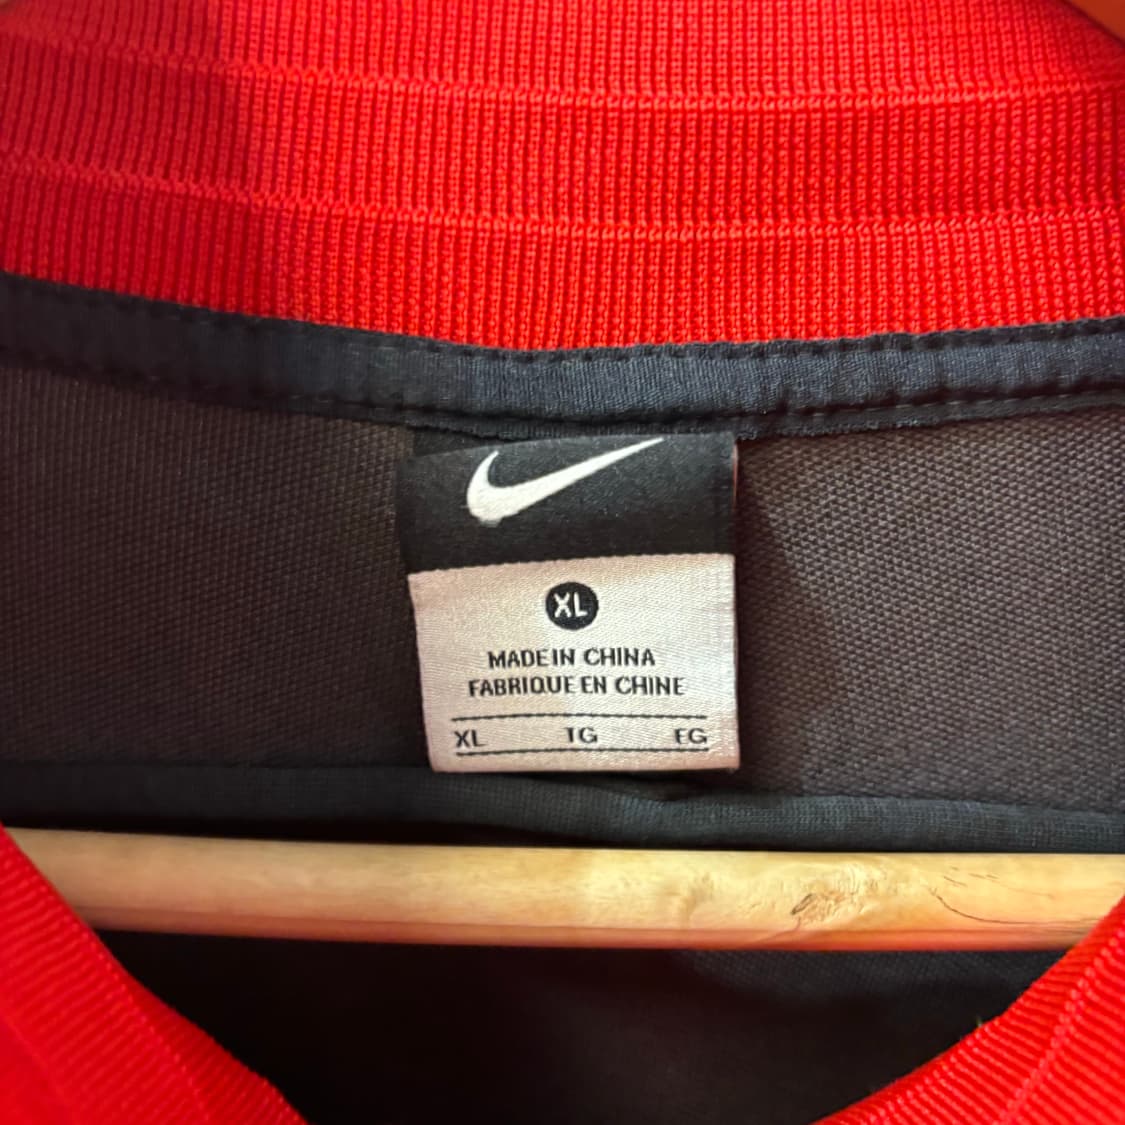 XL
MADE IN CHINA
FABRIQUE EN CHINE
XL TG EG